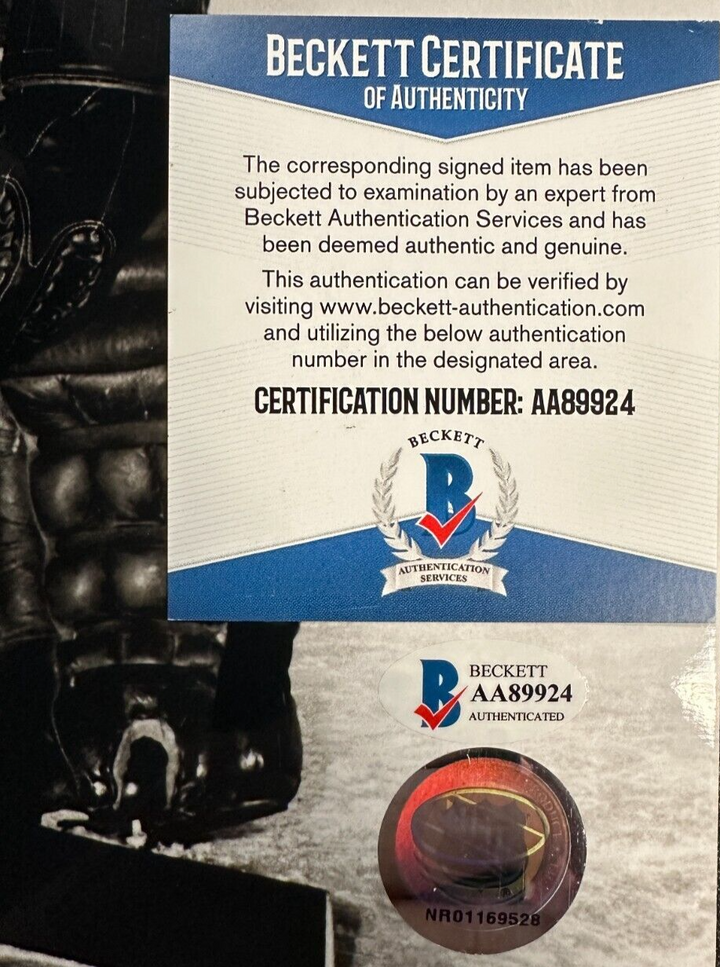 BECKETT CERTIFICATE
OF AUTHENTICITY
The corresponding signed item has been
subjected to examination by an expert from
Beckett Authentication Services and has
been deemed authentic and genuine.
This authentication can be verified by
visiting www.beckett-authentication.com
and utilizing the below authentication
number in the designated area.
CERTIFICATION NUMBER: AA89924
BECKETT
B
AUTHENTICATION
SERVICES
B
BECKETT
AA89924
AUTHENTICATED
®
NR01169528